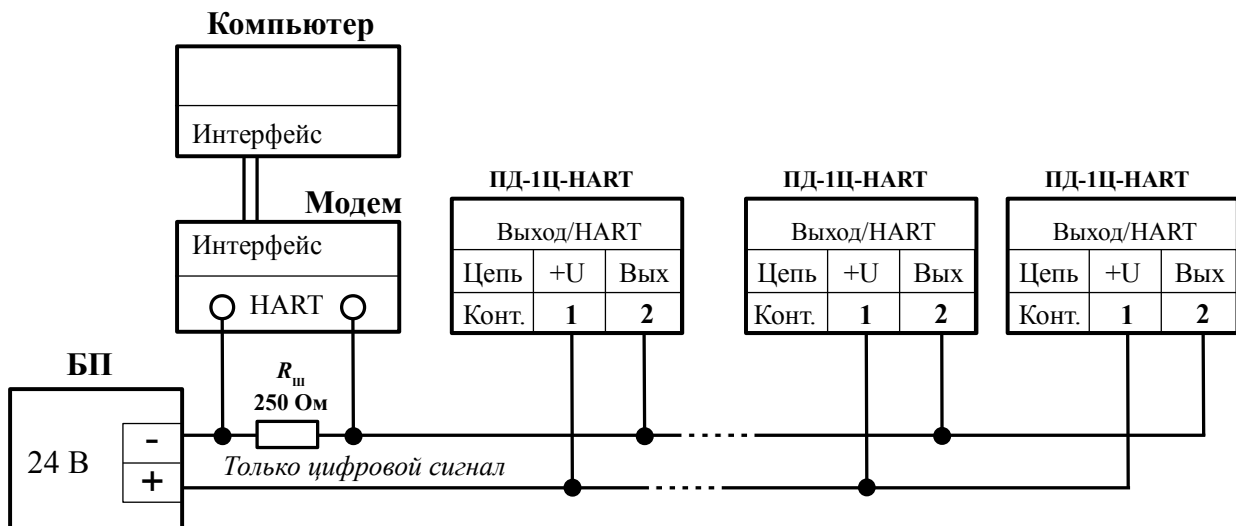 Компьютер
Интерфейс
Модем
Интерфейс
HART
ПД-1Ц-HART
Выход/HART
Цепь +U Вых
Конт. 1 2
ПД-1Ц-HART
Выход/HART
Цепь +U Вых
Конт. 1 2
ПД-1Ц-HART
Выход/HART
Цепь +U Вых
Конт. 1 2
БП
24 В
-
+
Rш
250 Ом
Только цифровой сигнал